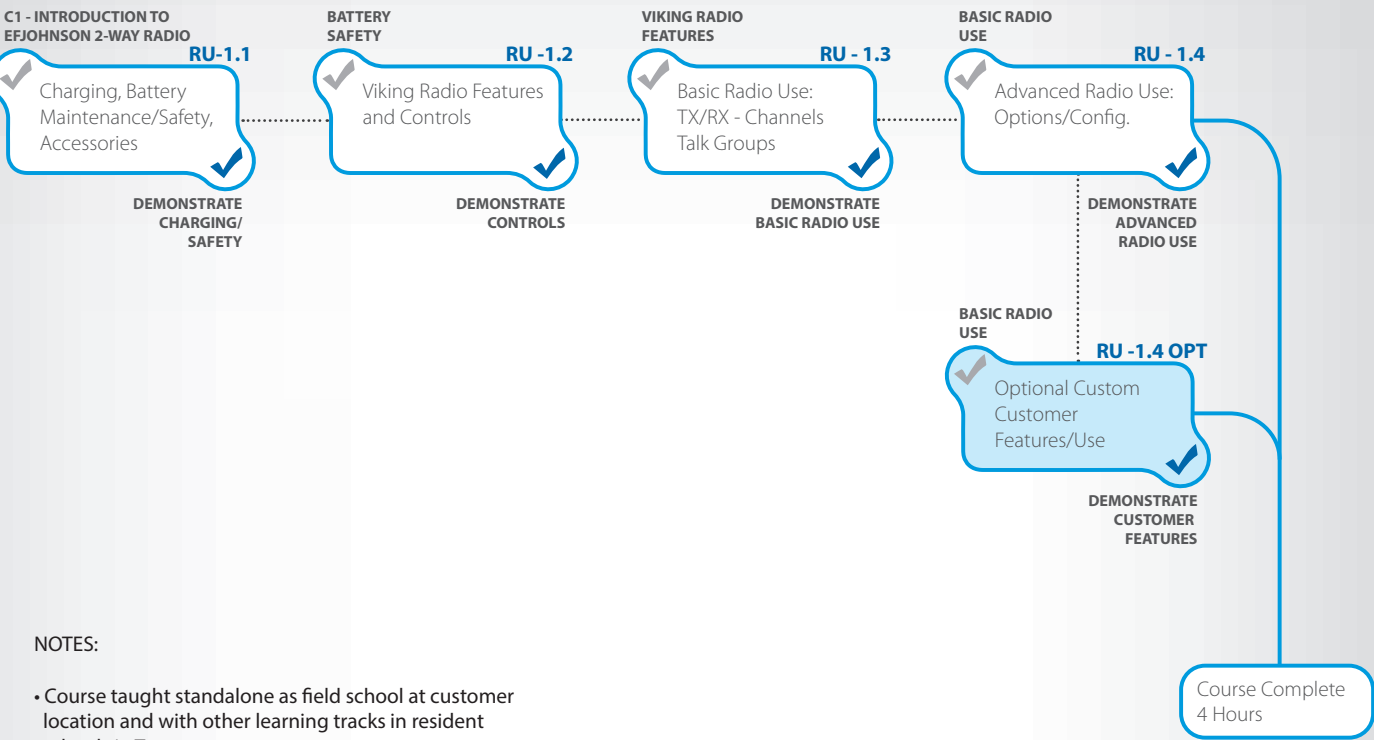 C1 - INTRODUCTION TO
EFJOHNSON 2-WAY RADIO
RU-1.1
Charging, Battery
Maintenance/Safety,
Accessories
DEMONSTRATE
CHARGING/
SAFETY
BATTERY
SAFETY
RU -1.2
Viking Radio Features
and Controls
DEMONSTRATE
CONTROLS
VIKING RADIO
FEATURES
RU - 1.3
Basic Radio Use:
TX/RX - Channels
Talk Groups
DEMONSTRATE
BASIC RADIO USE
BASIC RADIO
USE
RU - 1.4
Advanced Radio Use:
Options/Config.
DEMONSTRATE
ADVANCED
RADIO USE
BASIC RADIO
USE
RU -1.4 OPT
Optional Custom
Customer
Features/Use
DEMONSTRATE
CUSTOMER
FEATURES
NOTES:
• Course taught standalone as field school at customer
location and with other learning tracks in resident
Course Complete
4 Hours